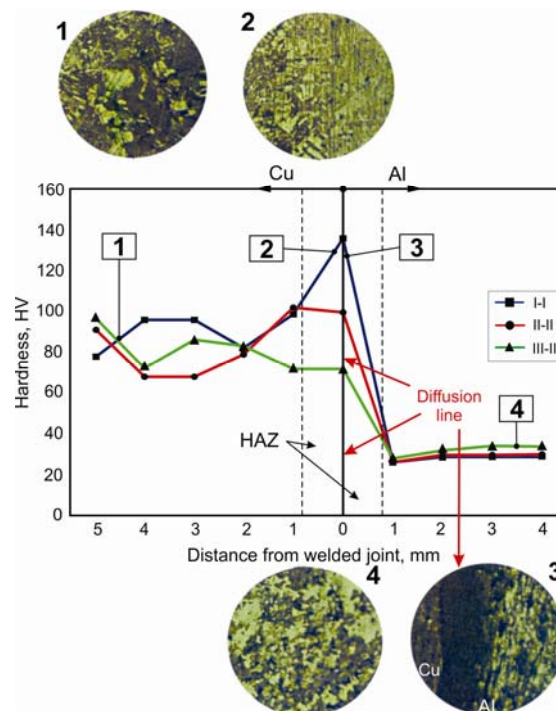 1
2
Cu
Al
160
140
120
100
80
60
40
20
0
Hardness, HV
1
2
3
4
I-I
II-II
III-II
Diffusion
line
HAZ
5 4 3 2 1 0 1 2 3 4
Distance from welded joint, mm
4
3
Cu
Al